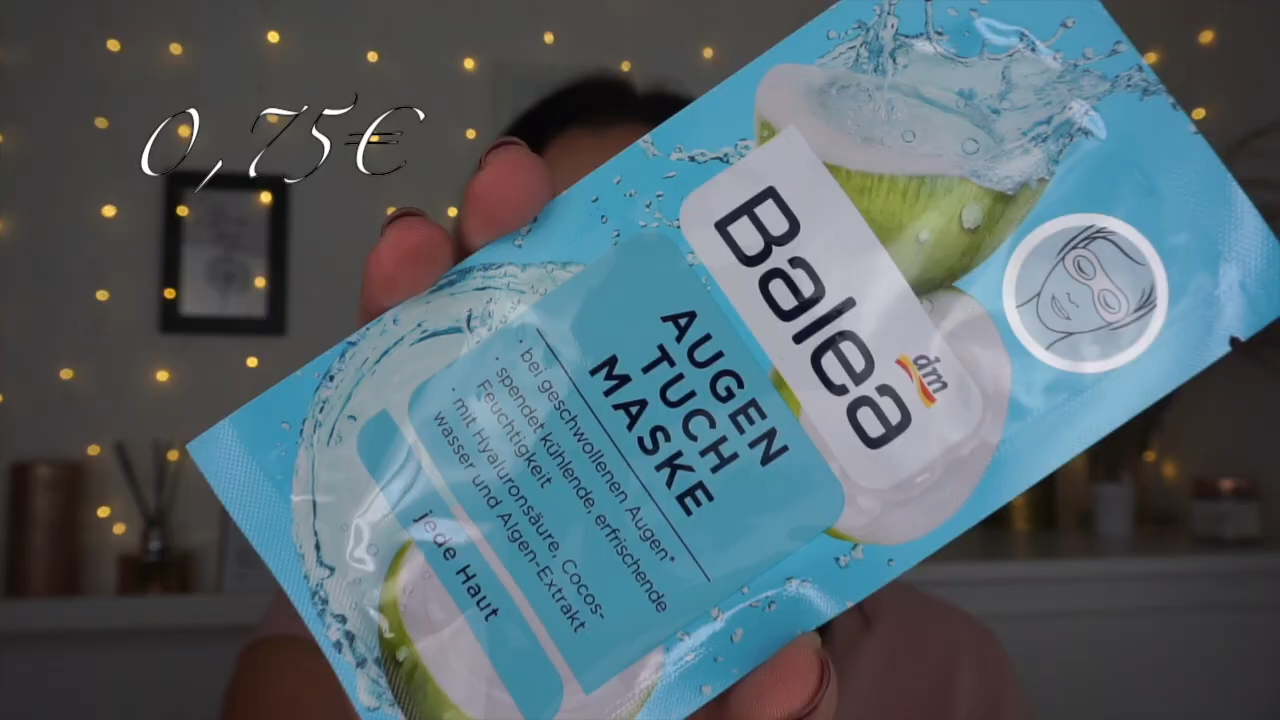 0,75€
Balea
dm
AUGEN
TUCH
MASKE
· bei geschwollenen Augen*
· spendet kühlende, erfrischende
Feuchtigkeit
· mit Hyaluronsäure, Cocos-
wasser und Algen-Extrakt
jede Haut